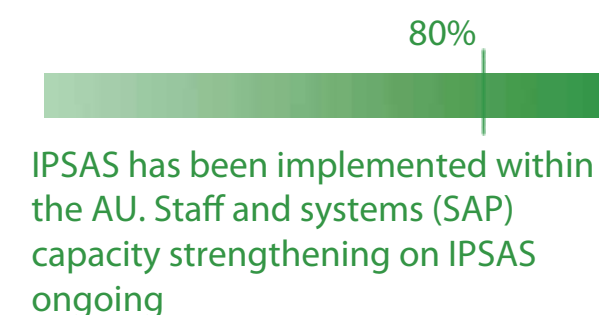 80%
IPSAS has been implemented within
the AU. Staff and systems (SAP)
capacity strengthening on IPSAS
ongoing